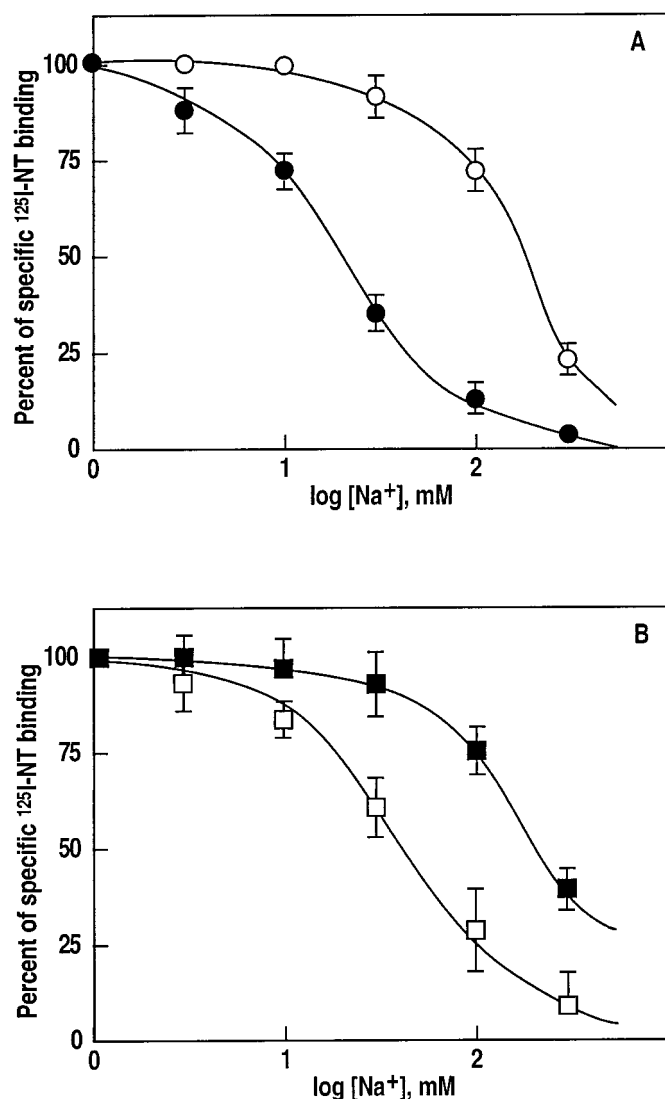 A
Percent of specific ¹²⁵I-NT binding
100
75
50
25
0
0 1 2
log [Na⁺], mM
B
Percent of specific ¹²⁵I-NT binding
100
75
50
25
0
0 1 2
log [Na⁺], mM